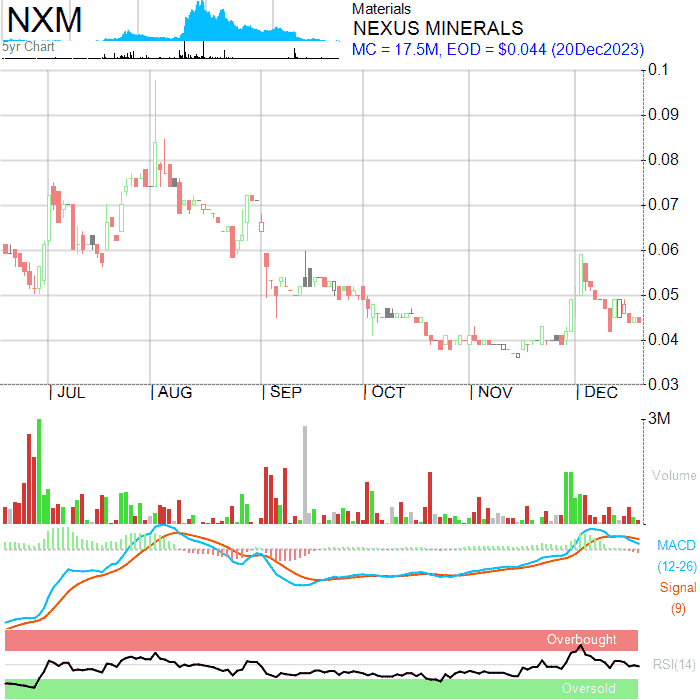 NXM
5yr Chart
Materials
NEXUS MINERALS
MC = 17.5M, EOD = $0.044 (20Dec2023)
0.1
0.09
0.08
0.07
0.06
0.05
0.04
0.03
JUL AUG SEP OCT NOV DEC
3M
Volume
MACD
(12-26)
Signal
(9)
Overbought
RSI(14)
Oversold